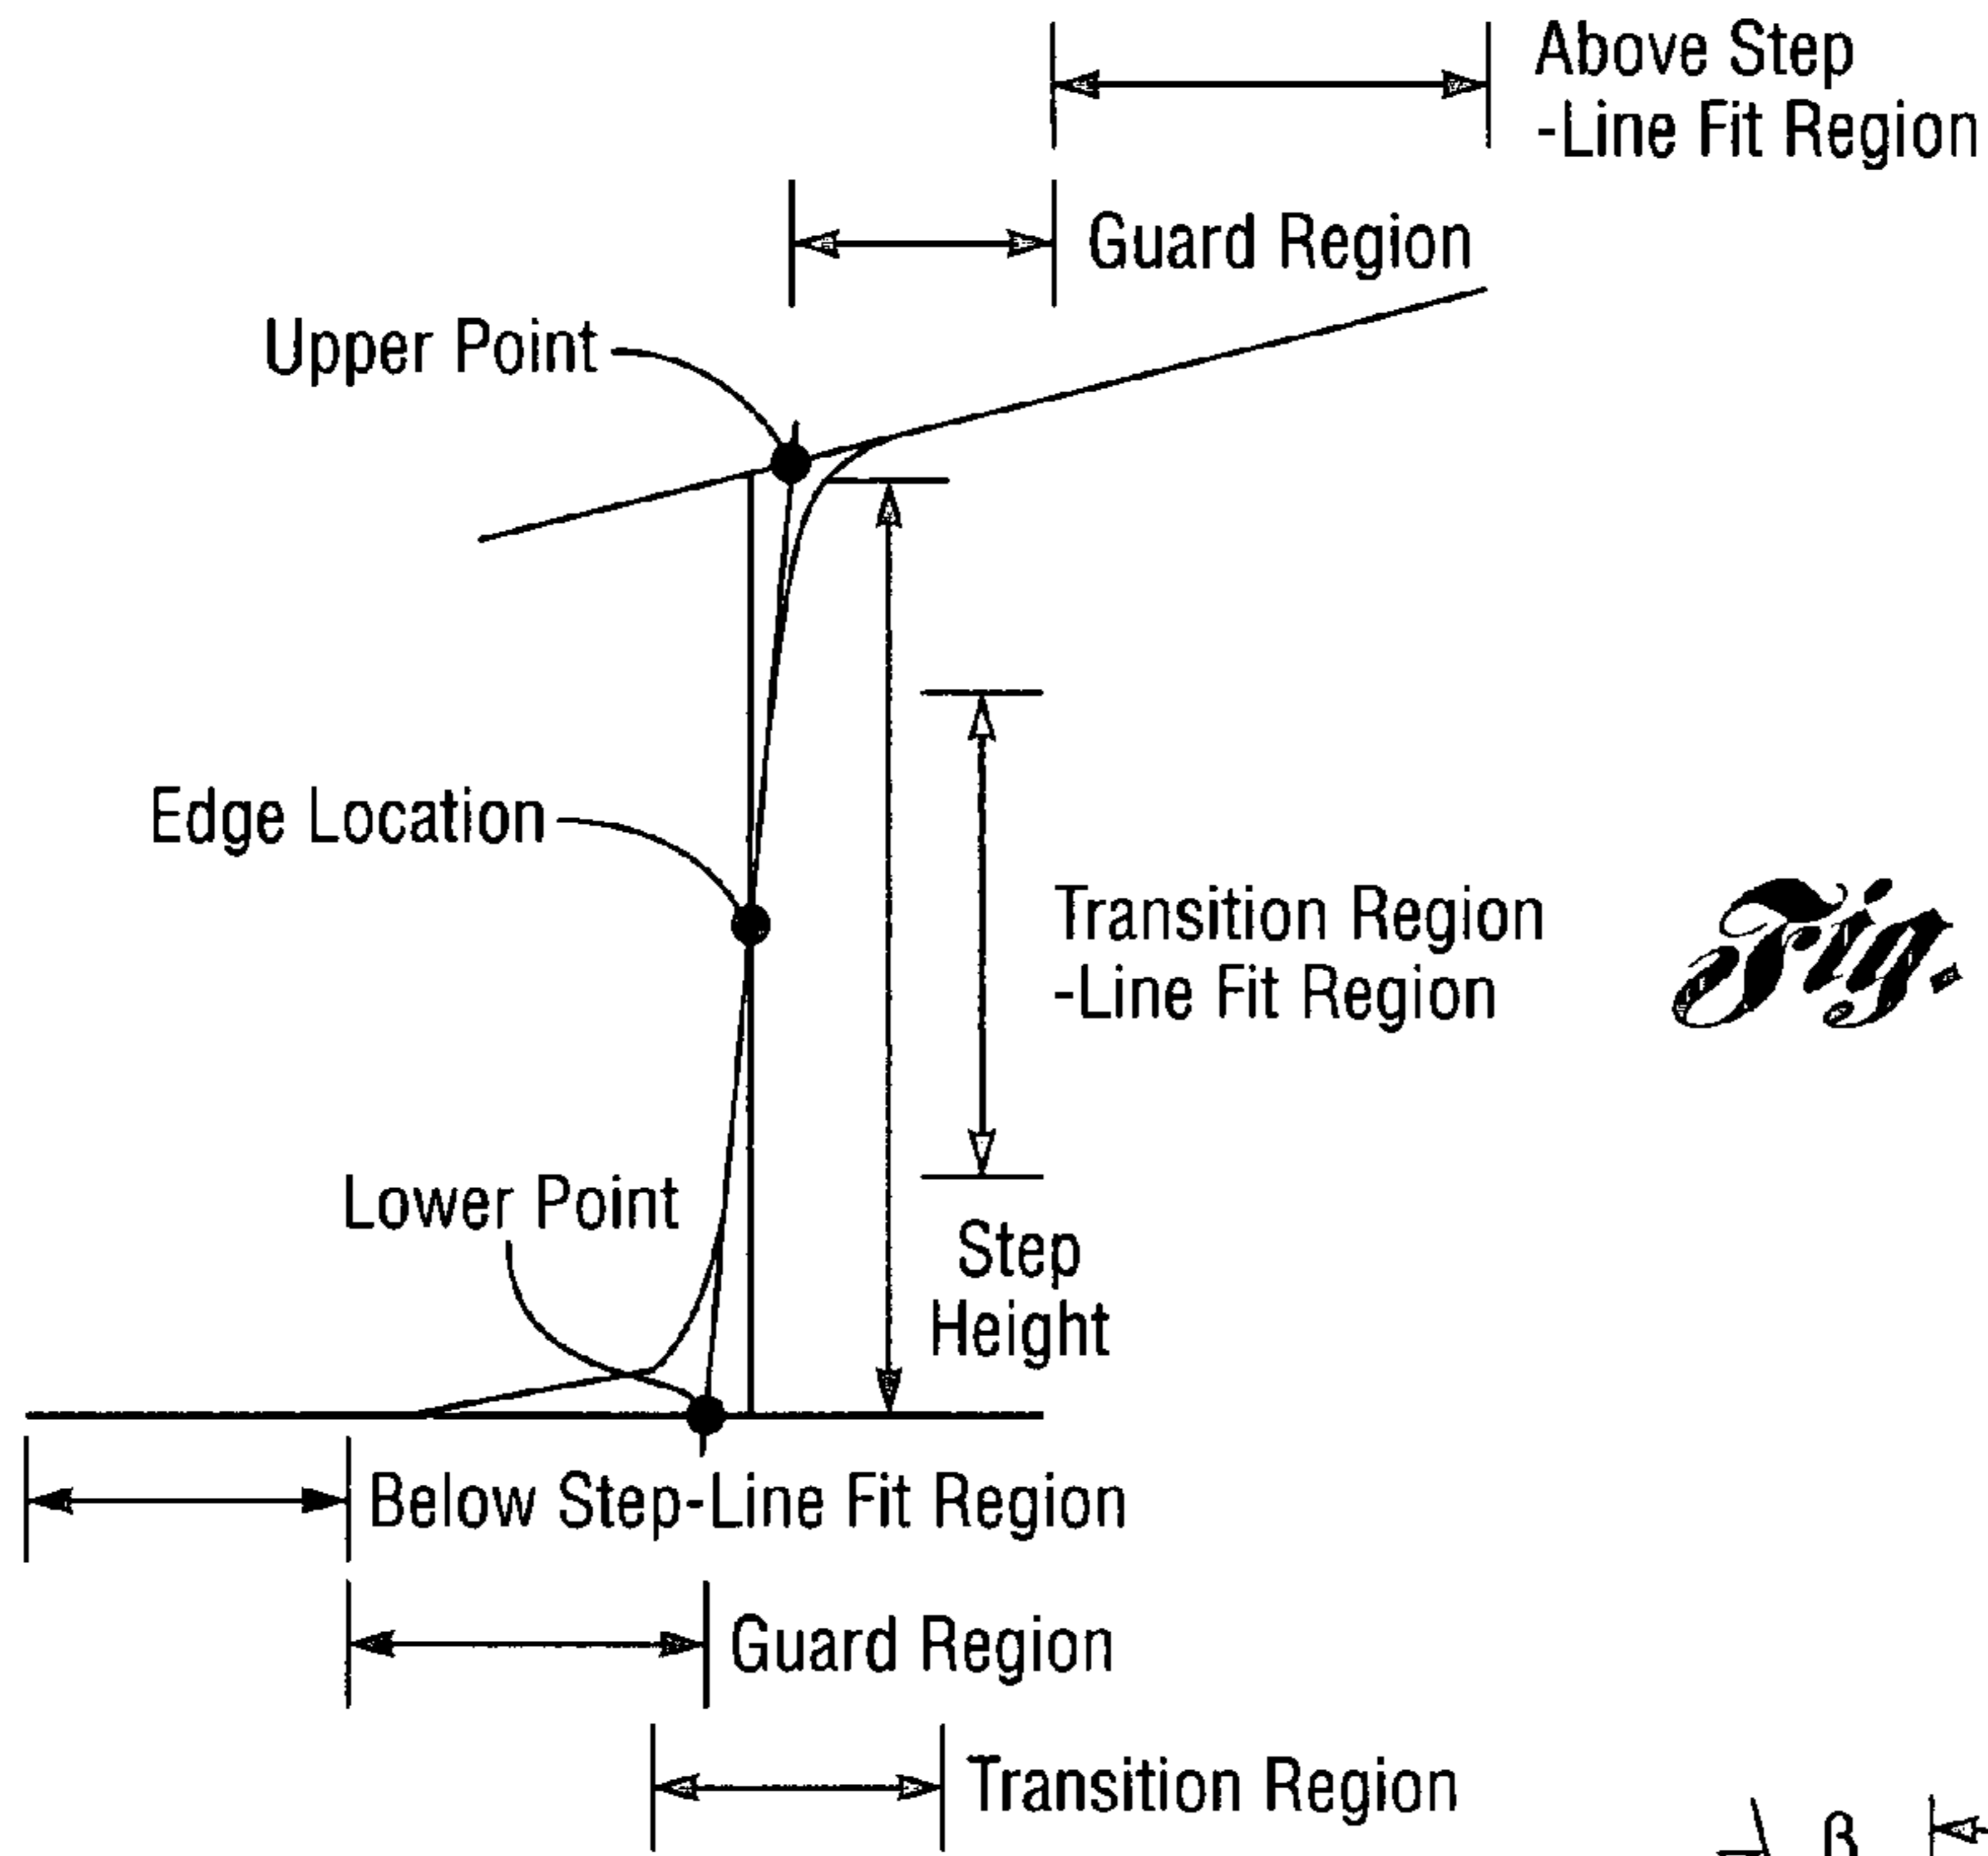 Above Step
-Line Fit Region
Guard Region
Upper Point
Edge Location
Transition Region
-Line Fit Region
Fig.
Lower Point
Step
Height
Below Step-Line Fit Region
Guard Region
Transition Region
β